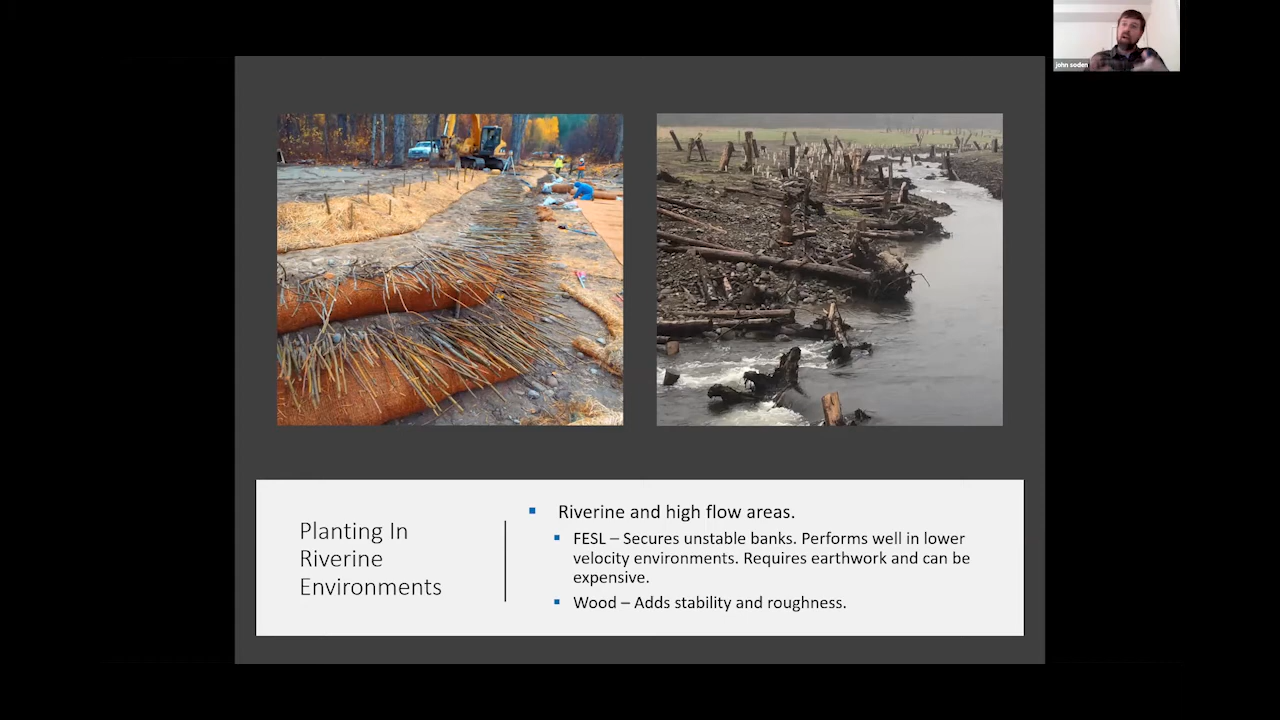 john soden
Planting In
Riverine
Environments
Riverine and high flow areas.
FESL – Secures unstable banks. Performs well in lower
velocity environments. Requires earthwork and can be
expensive.
Wood – Adds stability and roughness.